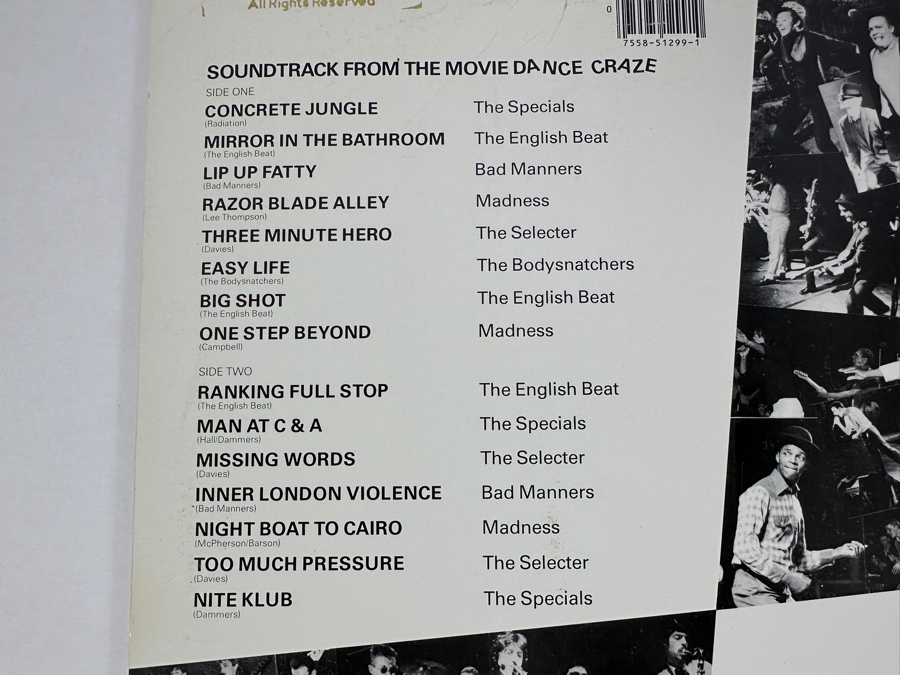 All Rights Reserved
0
7558-51299-1
SOUNDTRACK FROM THE MOVIE DANCE CRAZE
SIDE ONE
CONCRETE JUNGLE The Specials
(Radiation)
MIRROR IN THE BATHROOM The English Beat
(The English Beat)
LIP UP FATTY Bad Manners
(Bad Manners)
RAZOR BLADE ALLEY Madness
(Lee Thompson)
THREE MINUTE HERO The Selecter
(Davies)
EASY LIFE The Bodysnatchers
(The Bodysnatchers)
BIG SHOT The English Beat
(The English Beat)
ONE STEP BEYOND Madness
(Campbell)
SIDE TWO
RANKING FULL STOP The English Beat
(The English Beat)
MAN AT C & A The Specials
(Hall/Dammers)
MISSING WORDS The Selecter
(Davies)
INNER LONDON VIOLENCE Bad Manners
(Bad Manners)
NIGHT BOAT TO CAIRO Madness
(McPherson/Barson)
TOO MUCH PRESSURE The Selecter
(Davies)
NITE KLUB The Specials
(Dammers)